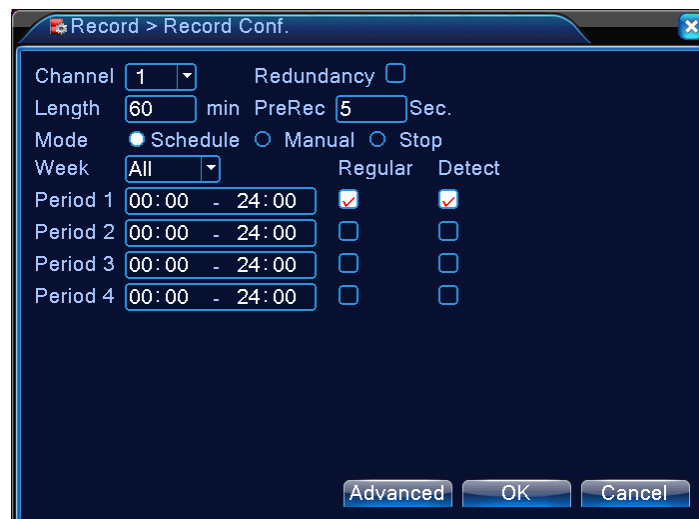 Record > Record Conf.
Channel 1 Redundancy
Length 60 min PreRec 5 Sec.
Mode Schedule Manual Stop
Week All Regular Detect
Period 1 00:00 - 24:00
Period 2 00:00 - 24:00
Period 3 00:00 - 24:00
Period 4 00:00 - 24:00
Advanced OK Cancel